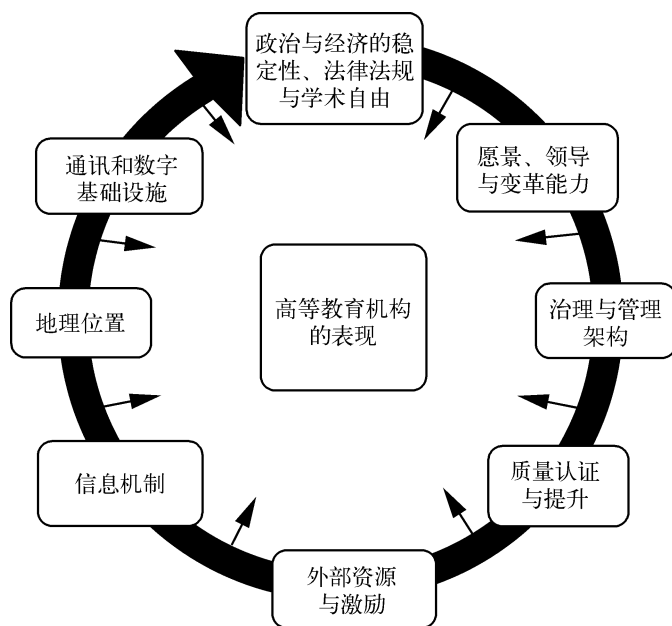 政治与经济的稳
定性、法律法规
与学术自由
愿景、领导
与变革能力
治理与管理
架构
质量认证
与提升
外部资源
与激励
信息机制
地理位置
通讯和数字
基础设施
高等教育机构
的表现